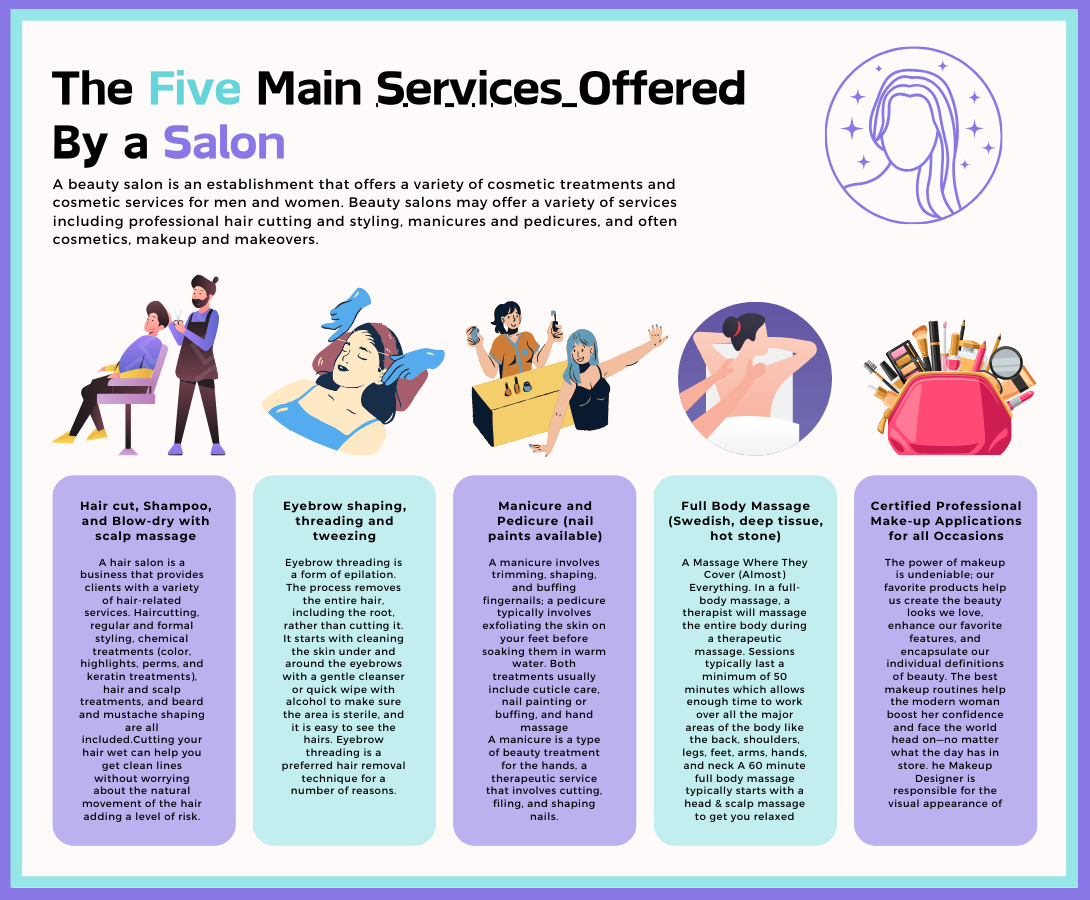 The Five Main Services Offered
By a Salon
A beauty salon is an establishment that offers a variety of cosmetic treatments and
cosmetic services for men and women. Beauty salons may offer a variety of services
including professional hair cutting and styling, manicures and pedicures, and often
cosmetics, makeup and makeovers.
Hair cut, Shampoo,
and Blow-dry with
scalp massage
A hair salon is a
business that provides
clients with a variety
of hair-related
services. Haircutting,
regular and formal
styling, chemical
treatments (color,
highlights, perms, and
keratin treatments),
hair and scalp
treatments, and beard
and mustache shaping
are all
included.Cutting your
hair wet can help you
get clean lines
without worrying
about the natural
movement of the hair
adding a level of risk.
Eyebrow shaping,
threading and
tweezing
Eyebrow threading is
a form of epilation.
The process removes
the entire hair,
including the root,
rather than cutting it.
It starts with cleaning
the skin under and
around the eyebrows
with a gentle cleanser
or quick wipe with
alcohol to make sure
the area is sterile, and
it is easy to see the
hairs. Eyebrow
threading is a
preferred hair removal
technique for a
number of reasons.
Manicure and
Pedicure (nail
paints available)
A manicure involves
trimming, shaping,
and buffing
fingernails; a pedicure
typically involves
exfoliating the skin on
your feet before
soaking them in warm
water. Both
treatments usually
include cuticle care,
nail painting or
buffing, and hand
massage
A manicure is a type
of beauty treatment
for the hands, a
therapeutic service
that involves cutting,
filing, and shaping
nails.
Full Body Massage
(Swedish, deep tissue,
hot stone)
A Massage Where They
Cover (Almost)
Everything. In a full-
body massage, a
therapist will massage
the entire body during
a therapeutic
massage. Sessions
typically last a
minimum of 50
minutes which allows
enough time to work
over all the major
areas of the body like
the back, shoulders,
legs, feet, arms, hands,
and neck A 60 minute
full body massage
typically starts with a
head & scalp massage
to get you relaxed
Certified Professional
Make-up Applications
for all Occasions
The power of makeup
is undeniable; our
favorite products help
us create the beauty
looks we love,
enhance our favorite
features, and
encapsulate our
individual definitions
of beauty. The best
makeup routines help
the modern woman
boost her confidence
and face the world
head on—no matter
what the day has in
store. he Makeup
Designer is
responsible for the
visual appearance of